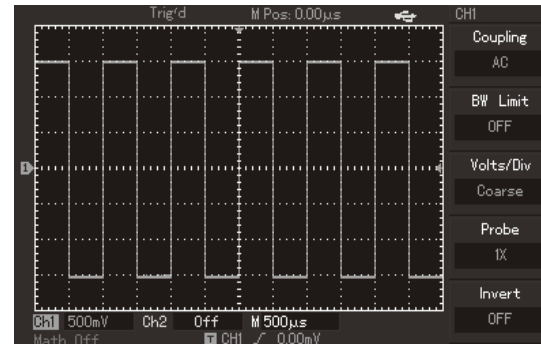 Trig'd M Pos: 0.00µs CH1
Coupling
AC
BW Limit
OFF
Volts/Div
Coarse
Probe
1X
Invert
OFF
1
Ch1 500mV Ch2 Off M 500µs
Math Off T CH1 / 0.00mV